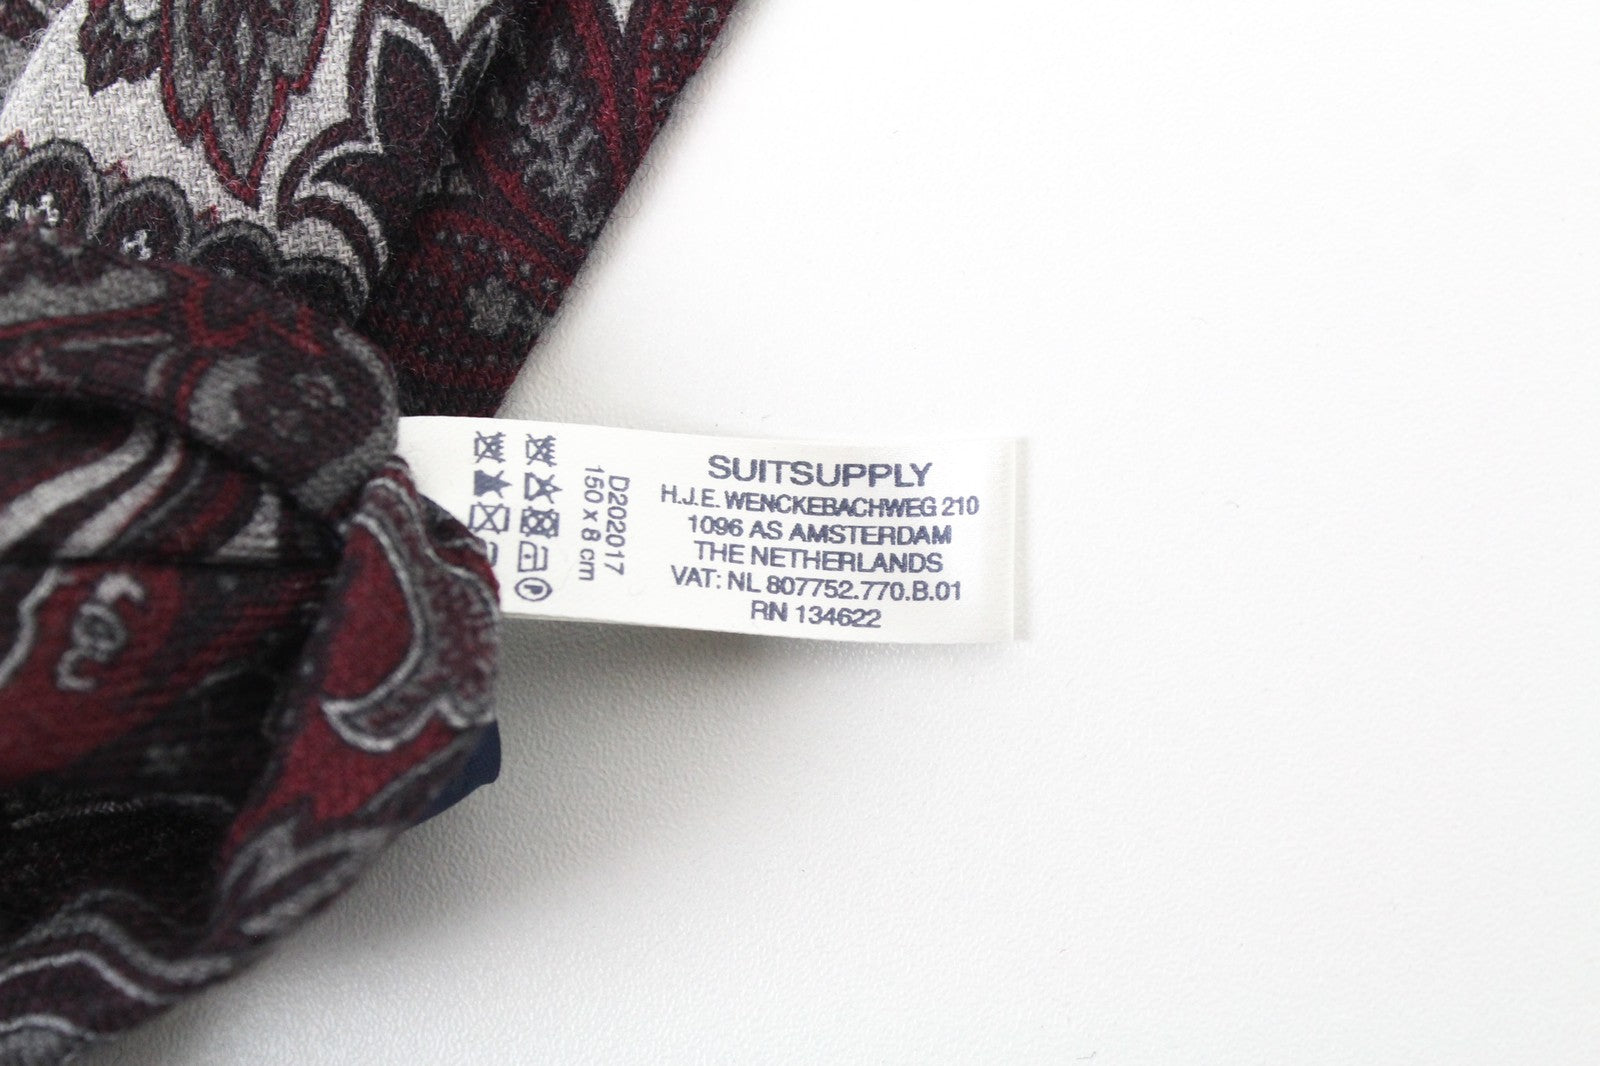 SUITSUPPLY
H.J.E. WENCKEBACHWEG 210
1096 AS AMSTERDAM
THE NETHERLANDS
VAT: NL 807752.770.B.01
RN 134622
D202017
150 x 8 cm
P